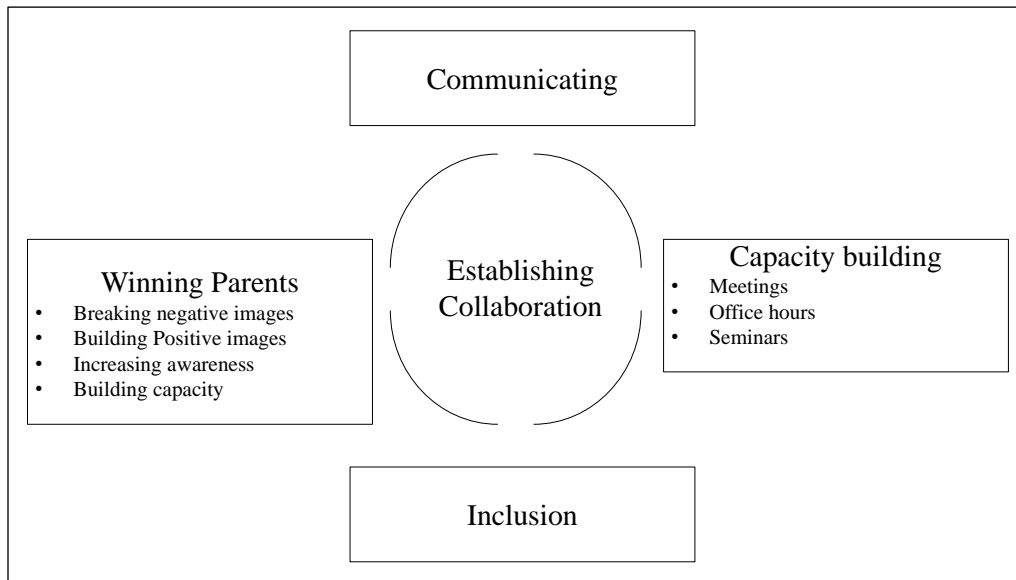 Communicating
Winning Parents
• Breaking negative images
• Building Positive images
• Increasing awareness
• Building capacity
Establishing
Collaboration
Capacity building
• Meetings
• Office hours
• Seminars
Inclusion